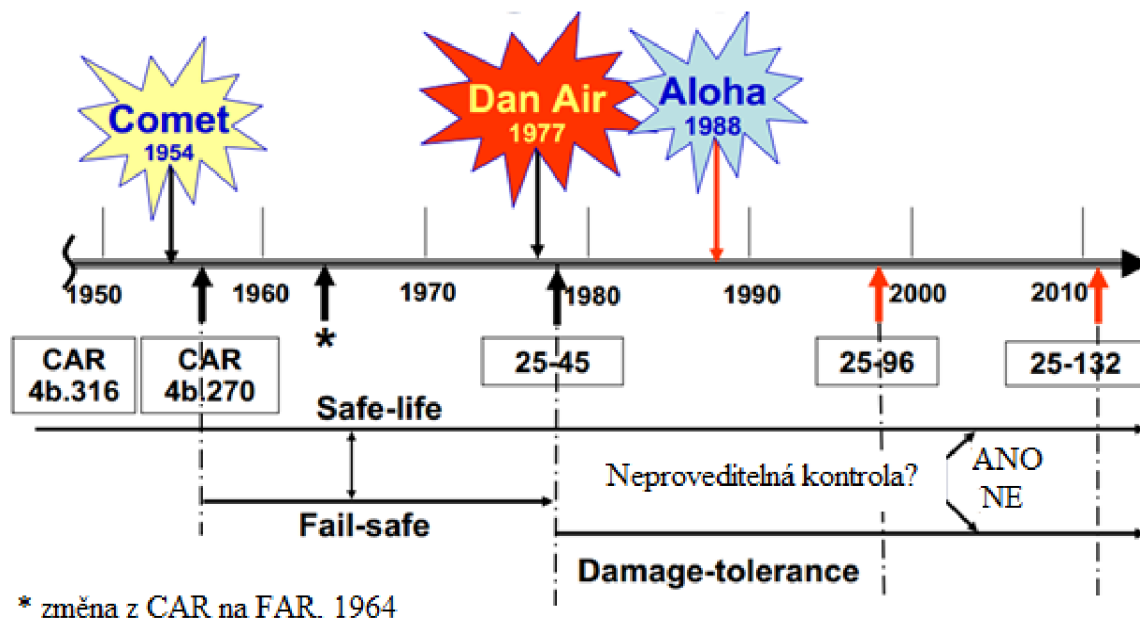 Comet
1954
Dan Air
1977
Aloha
1988
1950
1960
1970
1980
1990
2000
2010
*
CAR
4b.316
CAR
4b.270
25-45
25-96
25-132
Safe-life
Neproveditelná kontrola?
ANO
NE
Fail-safe
Damage-tolerance
* změna z CAR na FAR, 1964